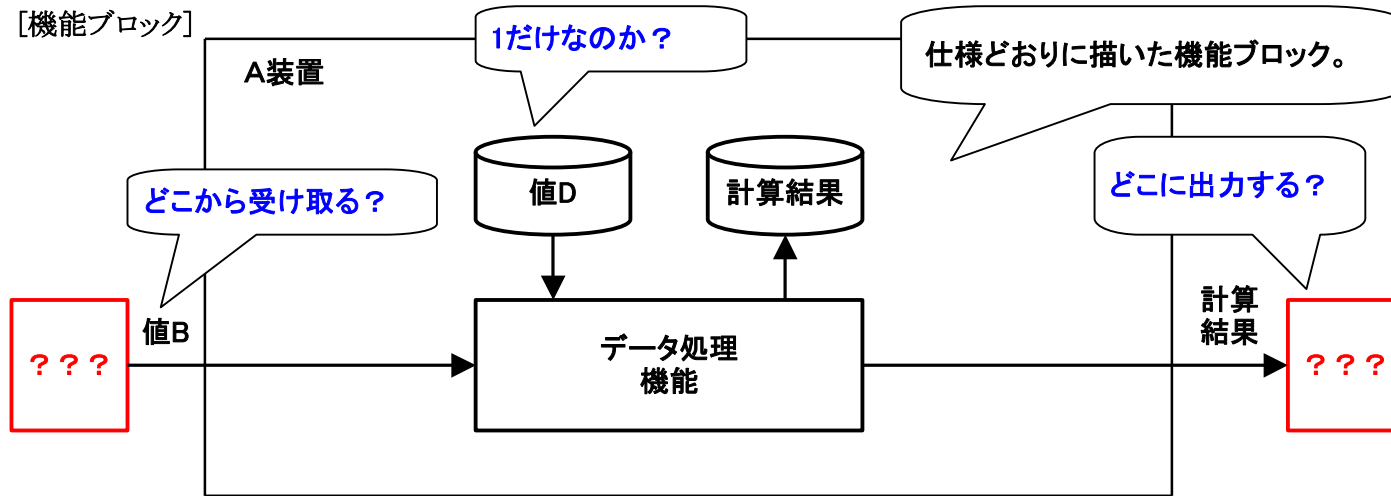 [機能ブロック]
1だけなのか？
仕様どおりに描いた機能ブロック。
A装置
どこから受け取る？
値D
計算結果
どこに出力する？
値B
計算
結果
？？？
データ処理
機能
？？？